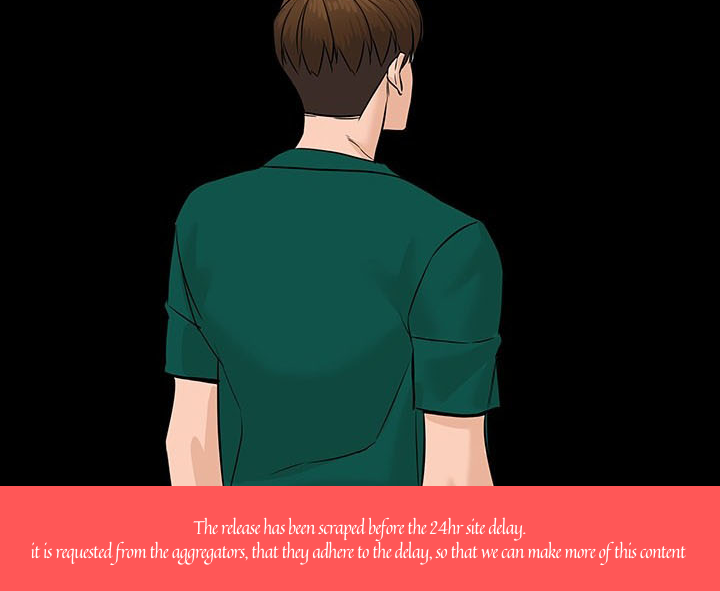 The release has been scraped before the 24hr site delay.
it is requested from the aggregators, that they adhere to the delay, so that we can make more of this content